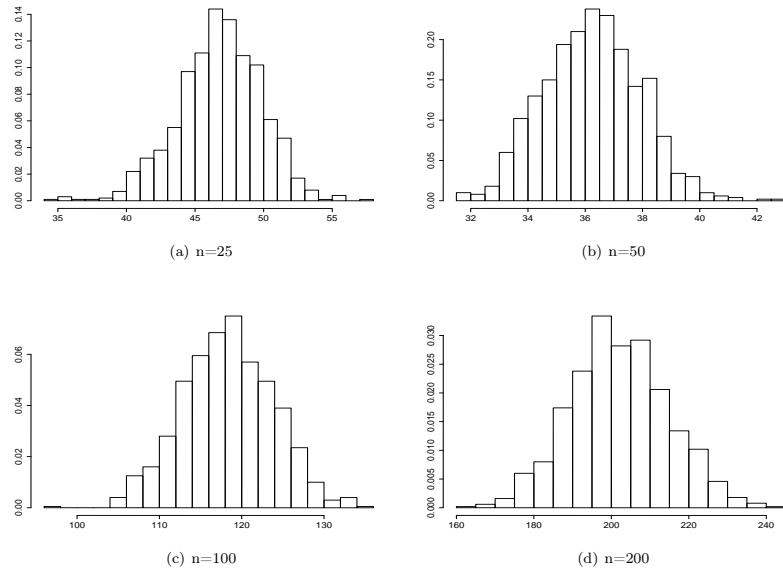 0.00 0.02 0.04 0.06 0.08 0.10 0.12 0.14
35 40 45 50 55
(a) n=25
0.00 0.05 0.10 0.15 0.20
32 34 36 38 40 42
(b) n=50
0.00 0.02 0.04 0.06
100 110 120 130
(c) n=100
0.000 0.005 0.010 0.015 0.020 0.025 0.030
160 180 200 220 240
(d) n=200